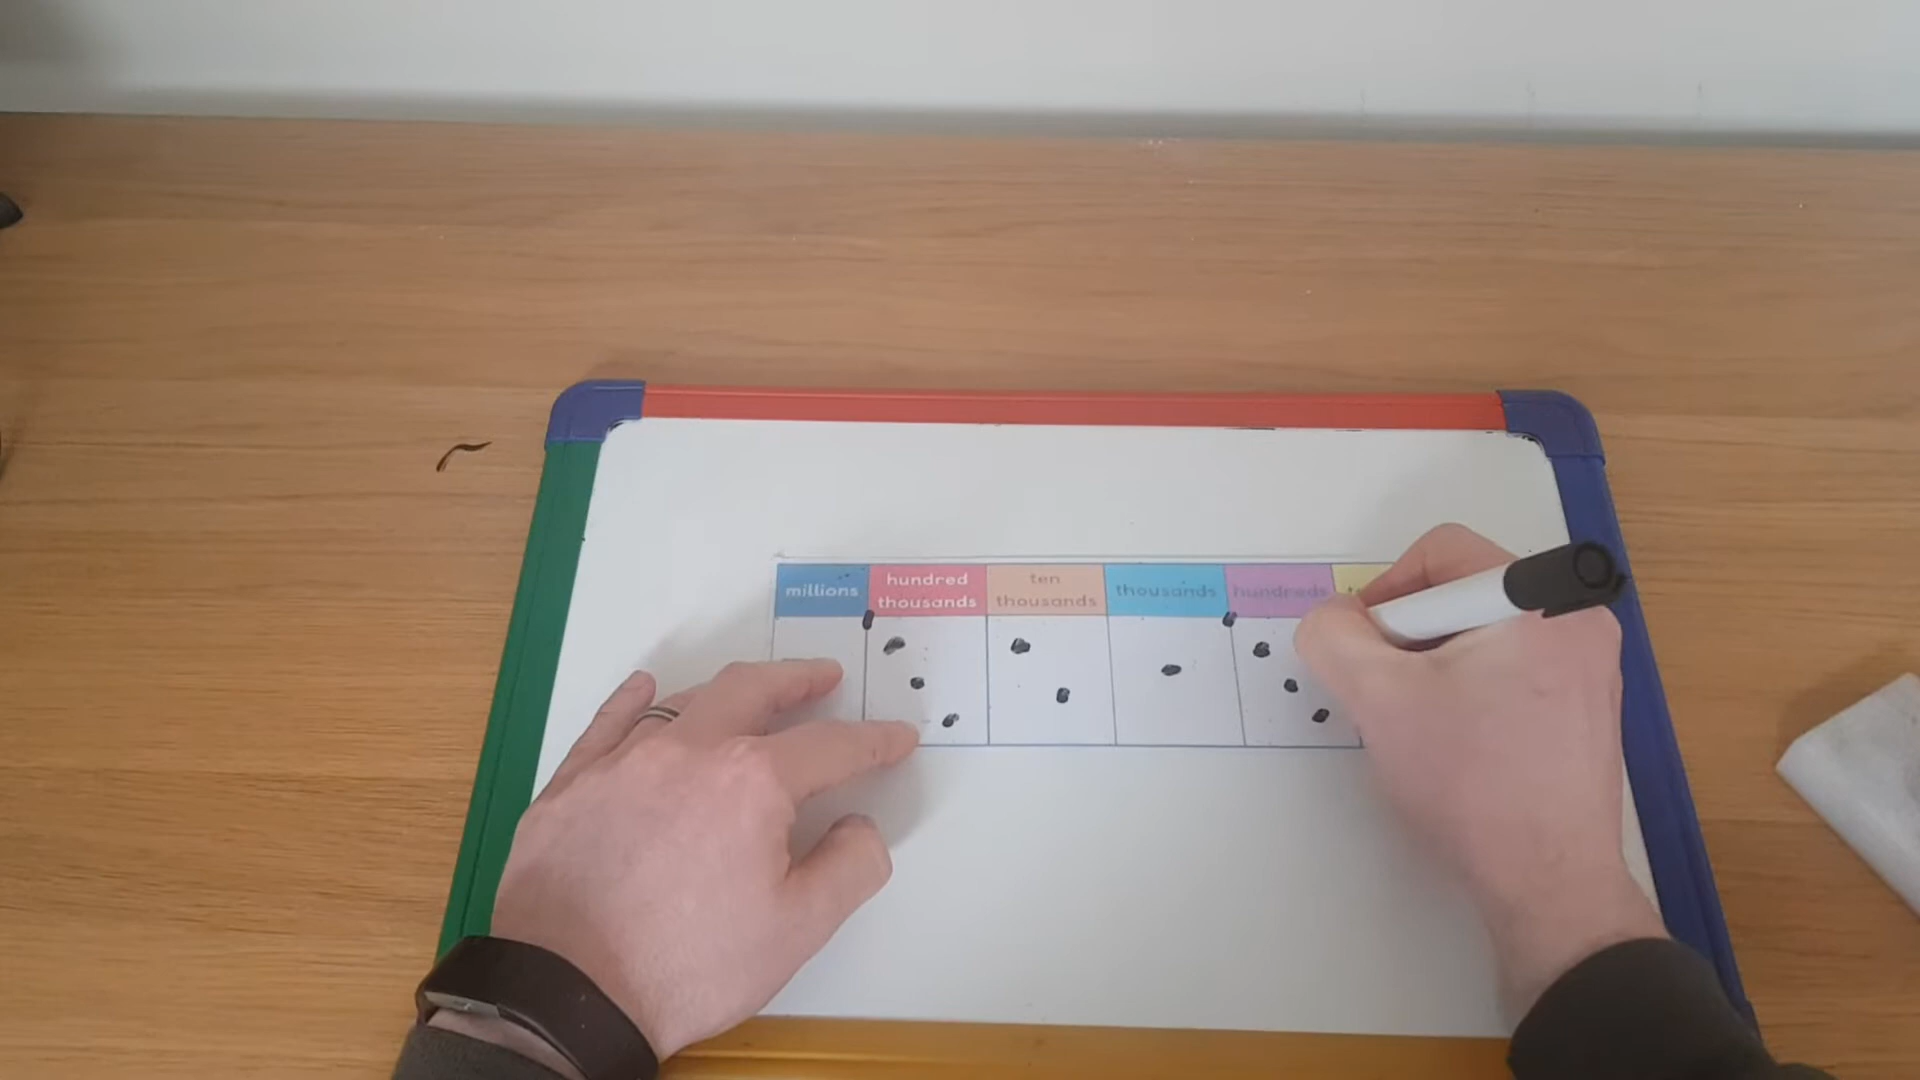 millions
hundred
thousands
ten
thousands
thousands
hundreds